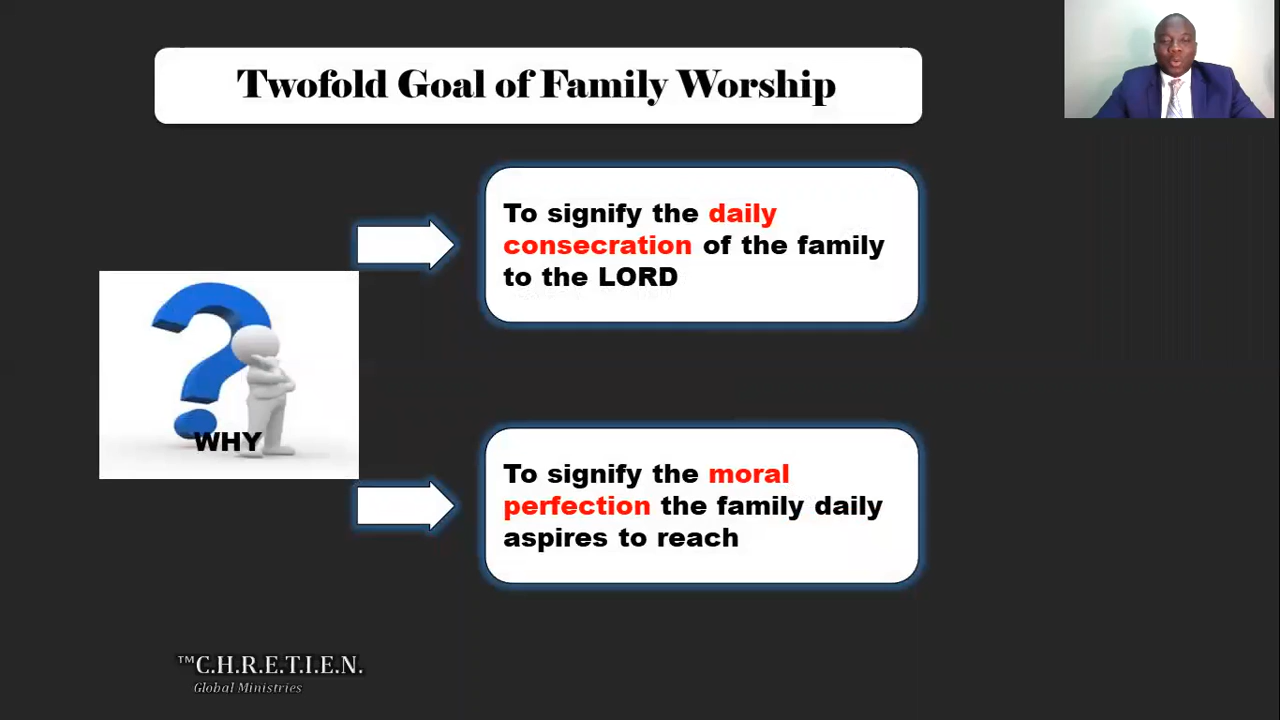 Twofold Goal of Family Worship
To signify the daily
consecration of the family
to the LORD
WHY
To signify the moral
perfection the family daily
aspires to reach
™C.H.R.E.T.I.E.N.
Global Ministries